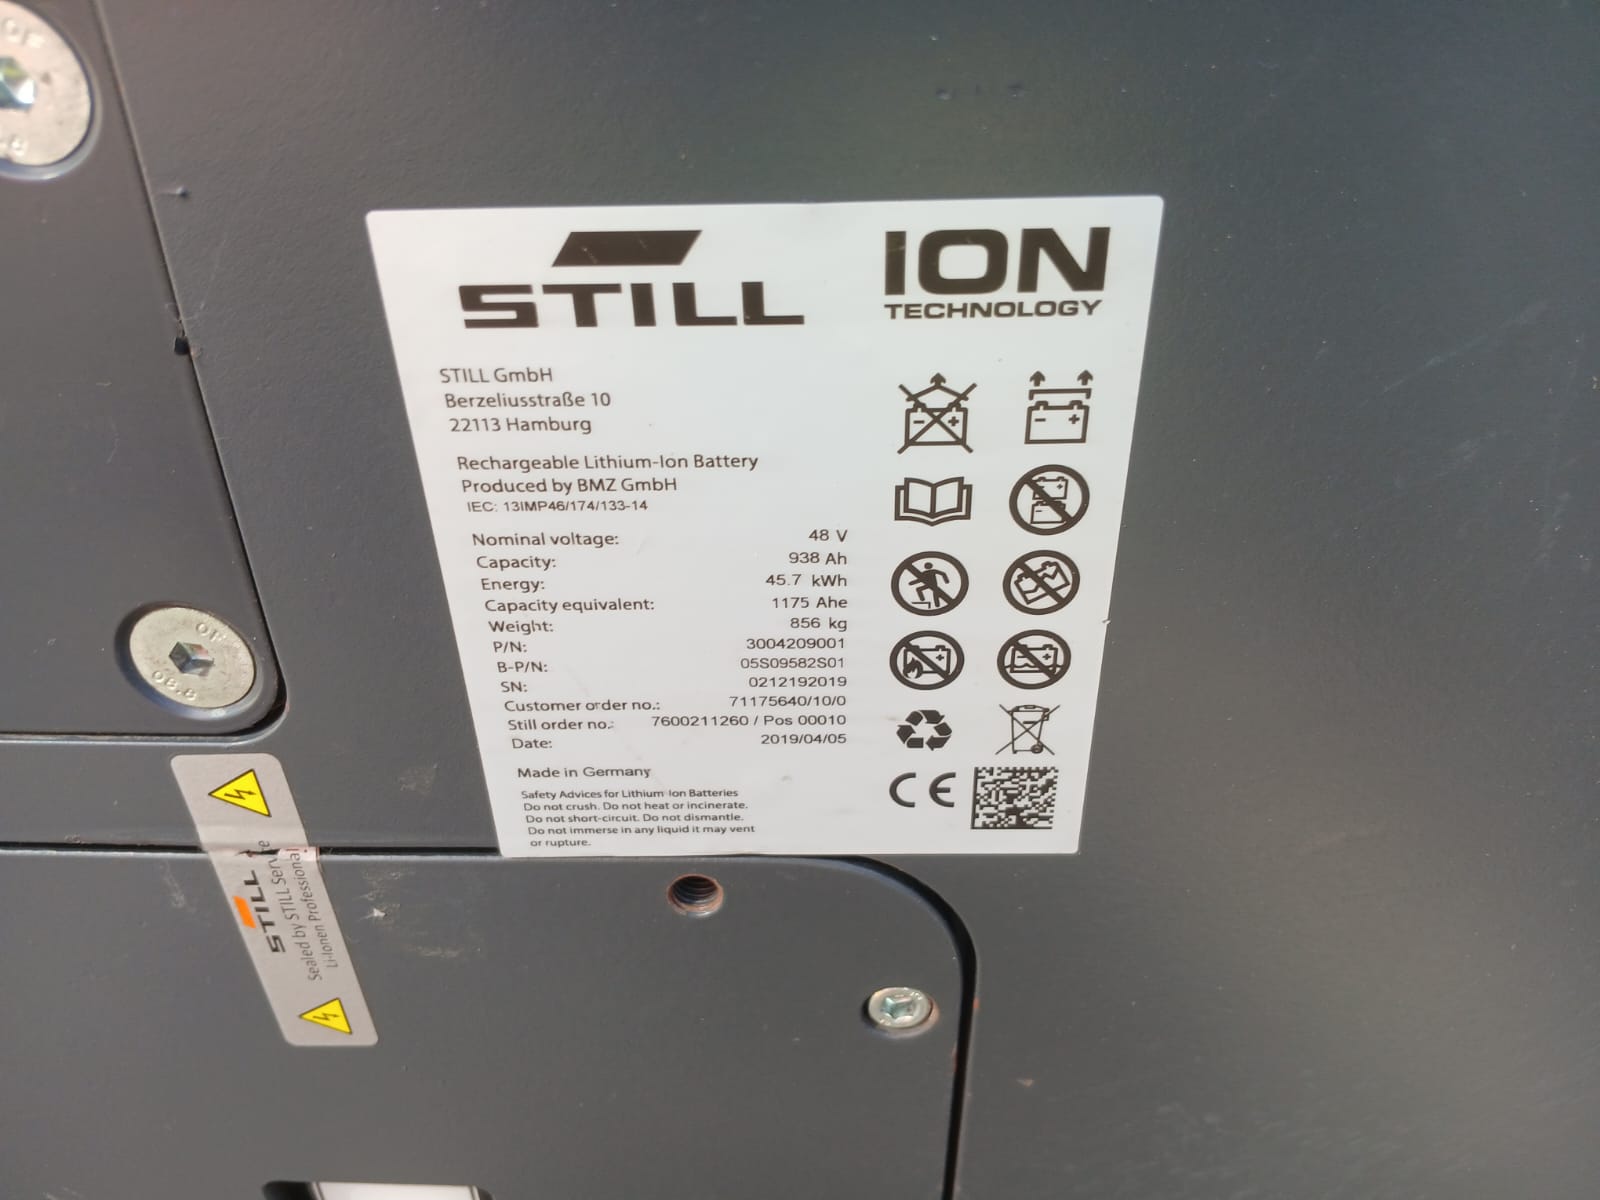 STILL
ION
TECHNOLOGY
STILL GmbH
Berzeliusstraße 10
22113 Hamburg
Rechargeable Lithium-Ion Battery
Produced by BMZ GmbH
IEC: 13IMP46/174/133-14
Nominal voltage: 48 V
Capacity: 938 Ah
Energy: 45.7 kWh
Capacity equivalent: 1175 Ahe
Weight: 856 kg
P/N: 3004209001
B-P/N: 05S09582S01
SN: 0212192019
Customer order no.: 71175640/10/0
Still order no.: 7600211260 / Pos 00010
Date: 2019/04/05
Made in Germany
Safety Advices for Lithium Ion Batteries
Do not crush. Do not heat or incinerate.
Do not short-circuit. Do not dismantle.
Do not immerse in any liquid it may vent
or rupture.
CE
STILL
Sealed by STILL Service
Li-Ionen Professional
08.8